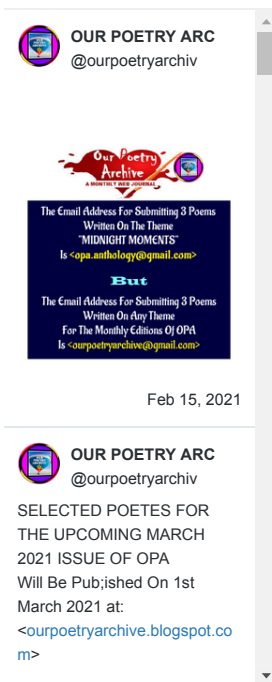 OUR POETRY ARC
@ourpoetryarchiv
Our Poetry
Archive
A MONTHLY WEB JOURNAL
The Email Address For Submitting 3 Poems
Written On The Theme
"MIDNIGHT MOMENTS"
Is <opa.anthology@gmail.com>
But
The Email Address For Submitting 3 Poems
Written On Any Theme
For The Monthly Editions Of OPA
Is <ourpoetryarchive@gmail.com>
Feb 15, 2021
OUR POETRY ARC
@ourpoetryarchiv
SELECTED POETES FOR
THE UPCOMING MARCH
2021 ISSUE OF OPA
Will Be Pub;ished On 1st
March 2021 at:
<ourpoetryarchive.blogspot.co
m>